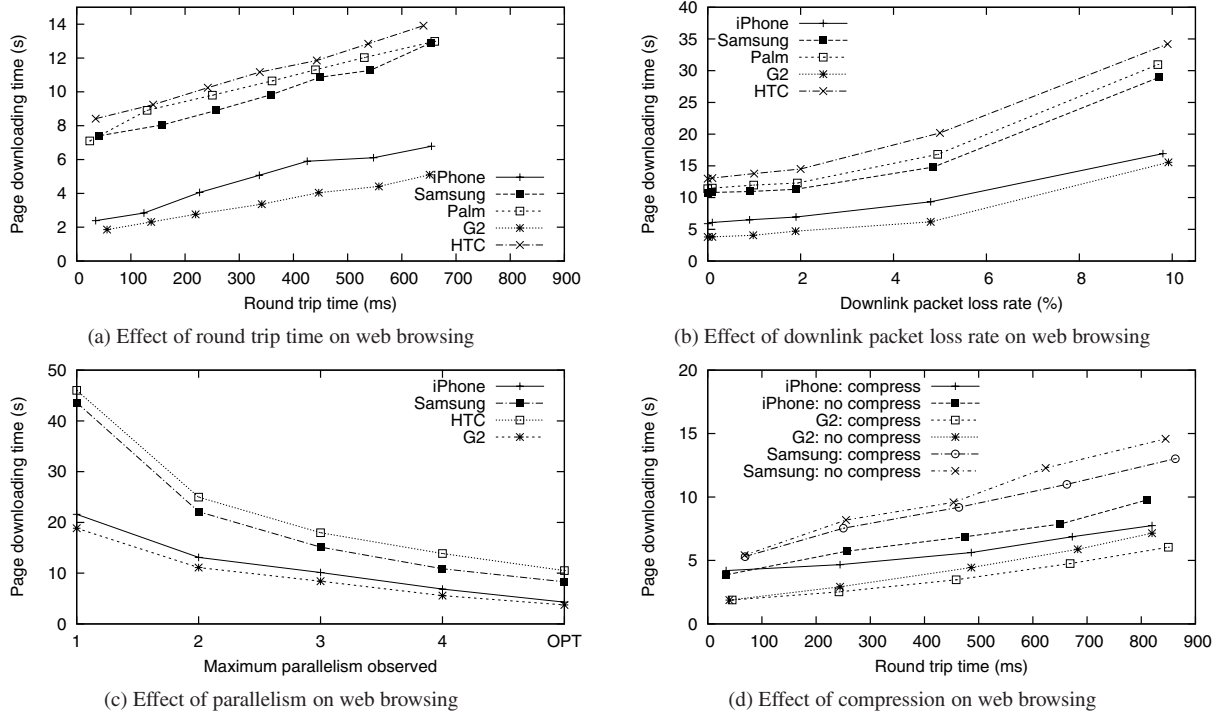 14
12
10
8
6
4
2
0
Page downloading time (s)
iPhone
Samsung
Palm
G2
HTC
0 100 200 300 400 500 600 700 800 900
Round trip time (ms)
(a) Effect of round trip time on web browsing
40
35
30
25
20
15
10
5
0
Page downloading time (s)
iPhone
Samsung
Palm
G2
HTC
0 2 4 6 8 10
Downlink packet loss rate (%)
(b) Effect of downlink packet loss rate on web browsing
50
40
30
20
10
0
Page downloading time (s)
iPhone
Samsung
HTC
G2
1 2 3 4 OPT
Maximum parallelism observed
(c) Effect of parallelism on web browsing
20
15
10
5
0
Page downloading time (s)
iPhone: compress
iPhone: no compress
G2: compress
G2: no compress
Samsung: compress
Samsung: no compress
0 100 200 300 400 500 600 700 800 900
Round trip time (ms)
(d) Effect of compression on web browsing